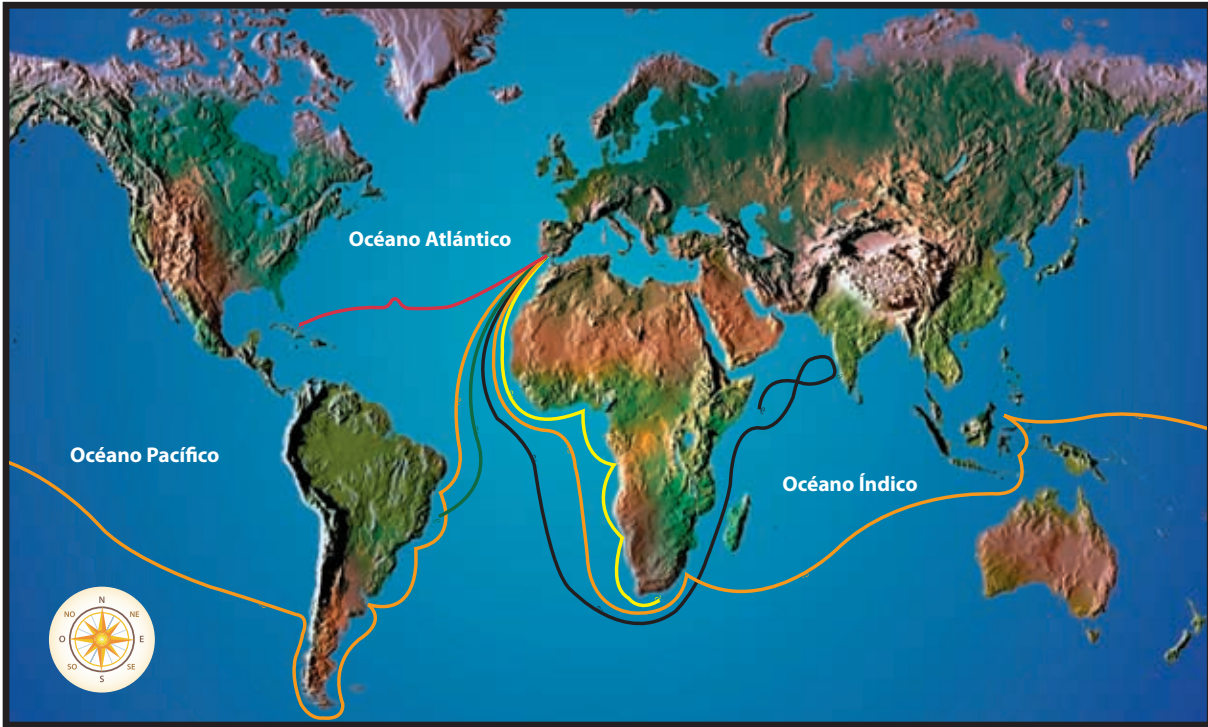 Océano Atlántico
Océano Pacífico
Océano Índico
N
NO
NE
O
E
SO
SE
S